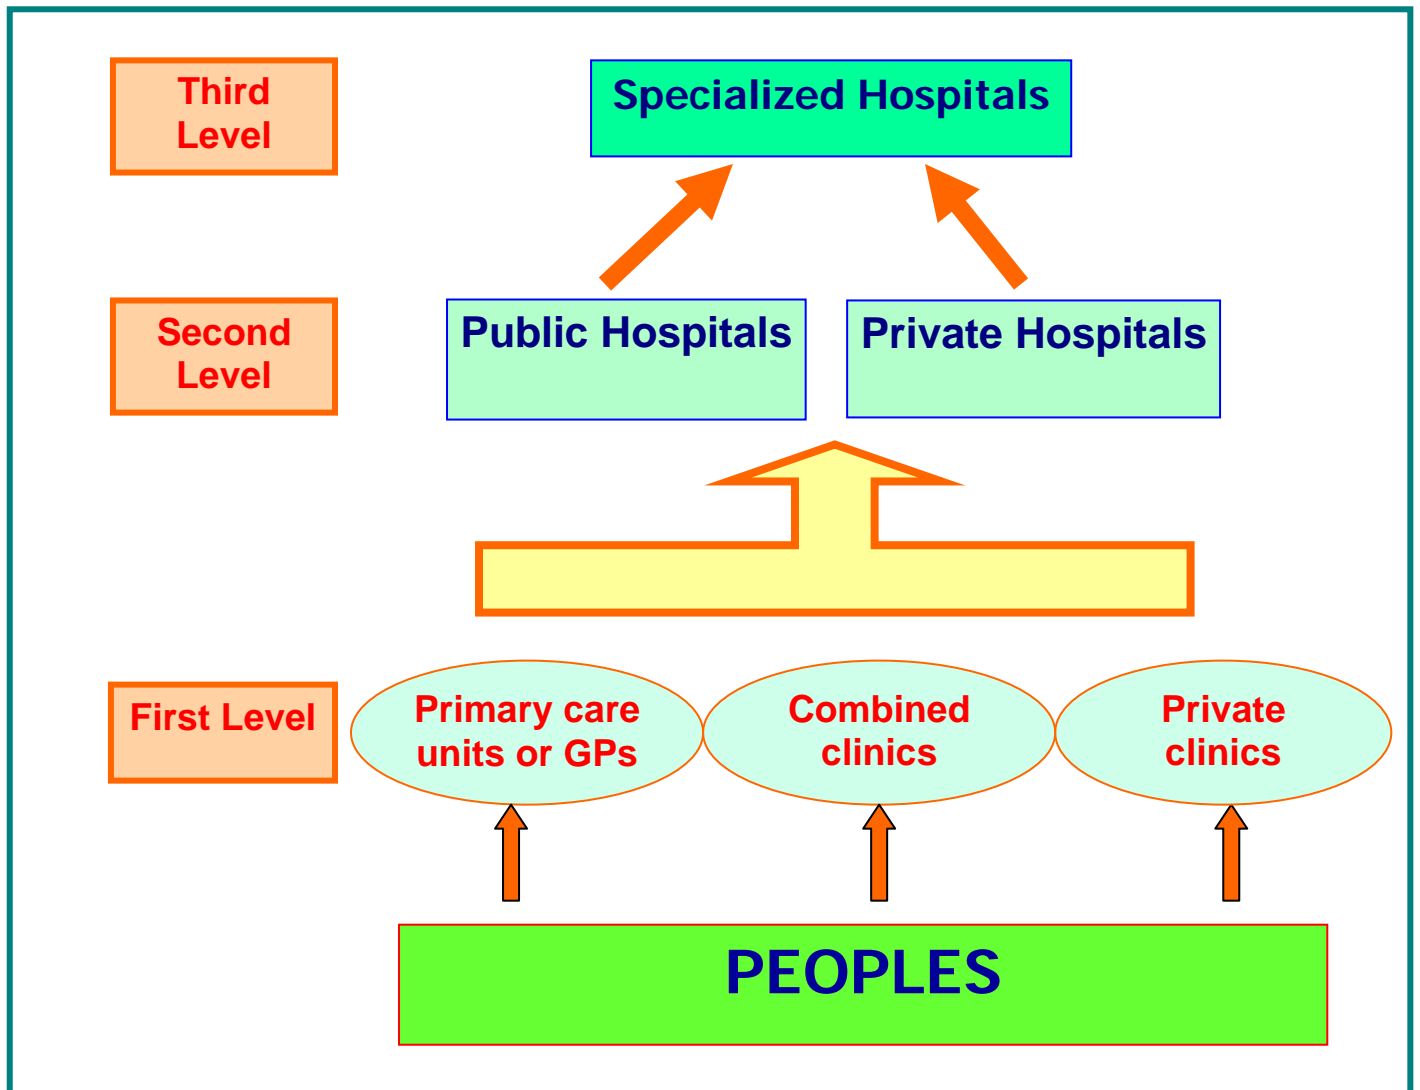 Third
Level
Specialized Hospitals
Second
Level
Public Hospitals
Private Hospitals
First Level
Primary care
units or GPs
Combined
clinics
Private
clinics
PEOPLES